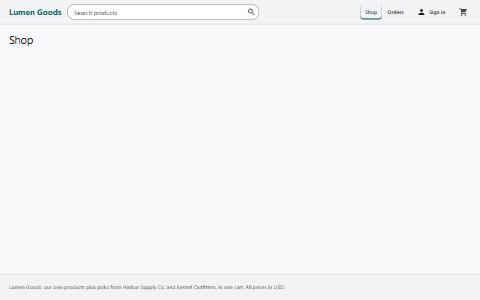 Lumen Goods
Search products
Shop
Orders
Sign in
Shop
Lumen Goods: our own products plus picks from Harbor Supply Co. and Kestrel Outfitters, in one cart. All prices in USD.